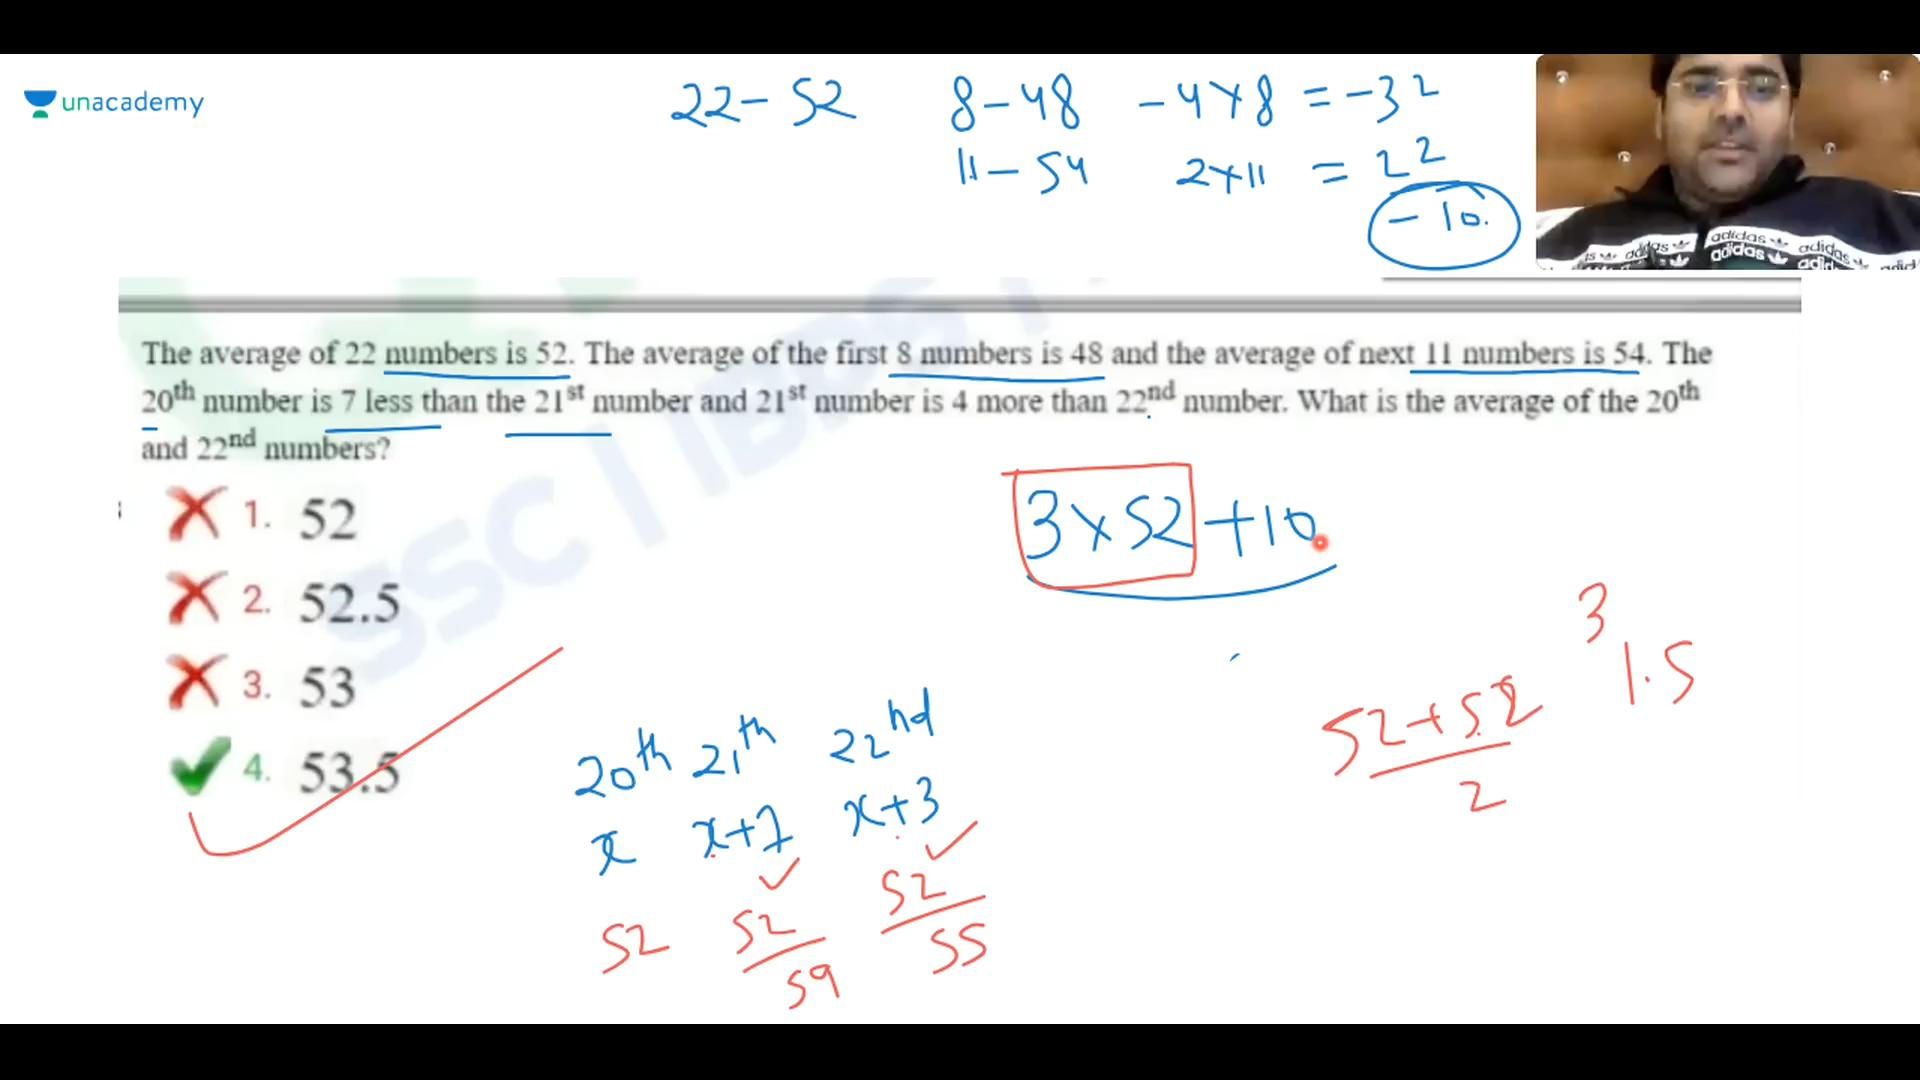 unacademy
22 - 52
8 - 48
- 4 × 8 = - 32
11 - 54
2 × 11 = 22
- 10.
The average of 22 numbers is 52. The average of the first 8 numbers is 48 and the average of next 11 numbers is 54. The
20th number is 7 less than the 21st number and 21st number is 4 more than 22nd number. What is the average of the 20th
and 22nd numbers?
1. 52
2. 52.5
3. 53
4. 53.5
3 × 52 + 10
3
1.5
52 + 52
2
20th 21th 22nd
x x+7 x+3
52 52 52
59 55
SSC | IBPS |
adidas
adidas
adidas